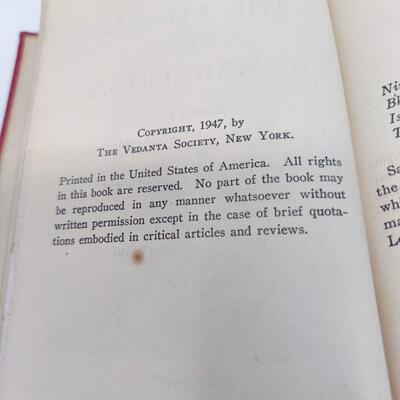 Copyright, 1947, by
The Vedanta Society, New York.
Printed in the United States of America. All rights
in this book are reserved. No part of the book may
be reproduced in any manner whatsoever without
written permission except in the case of brief quota-
tions embodied in critical articles and reviews.
Sa
the